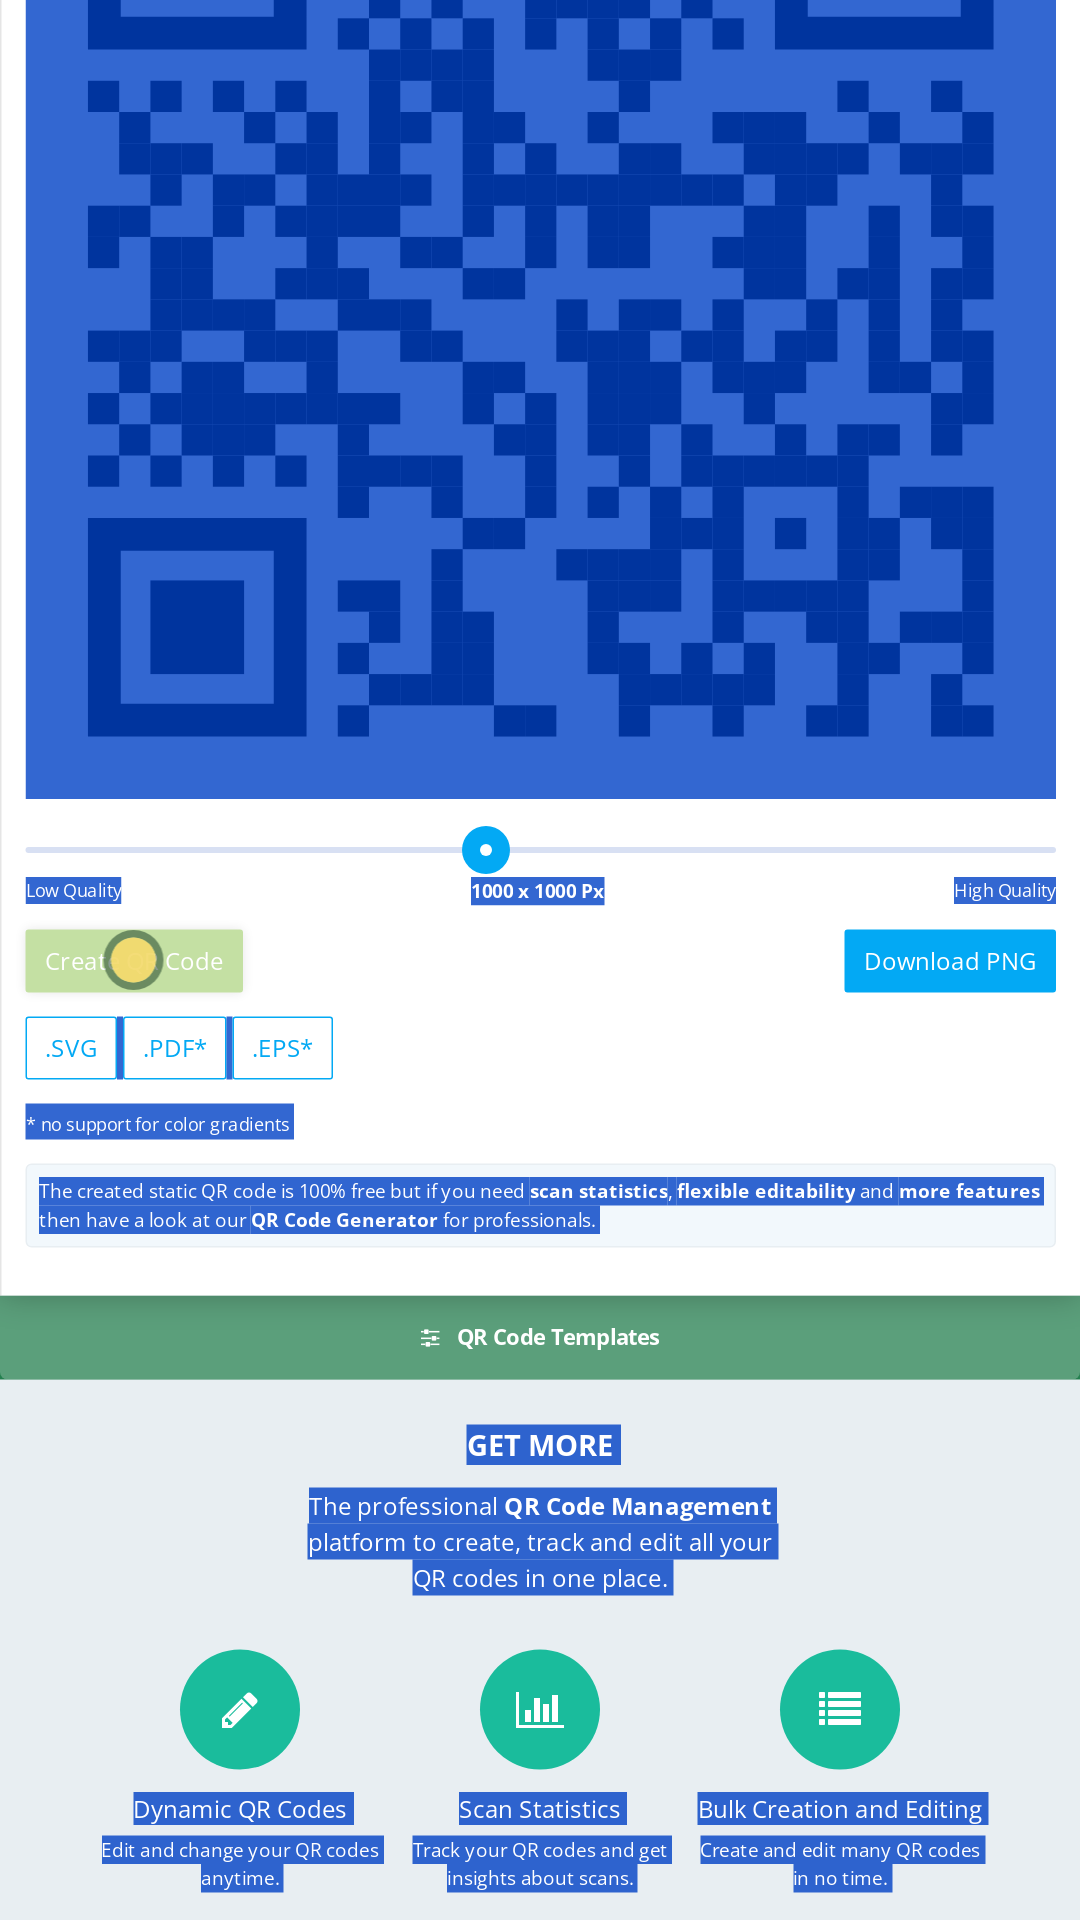 Low Quality
1000 x 1000 Px
High Quality
Create QR Code
Download PNG
.SVG
.PDF*
.EPS*
* no support for color gradients
The created static QR code is 100% free but if you need scan statistics, flexible editability and more features
then have a look at our QR Code Generator for professionals.
QR Code Templates
GET MORE
The professional QR Code Management
platform to create, track and edit all your
QR codes in one place.
Dynamic QR Codes
Edit and change your QR codes
anytime.
Scan Statistics
Track your QR codes and get
insights about scans.
Bulk Creation and Editing
Create and edit many QR codes
in no time.